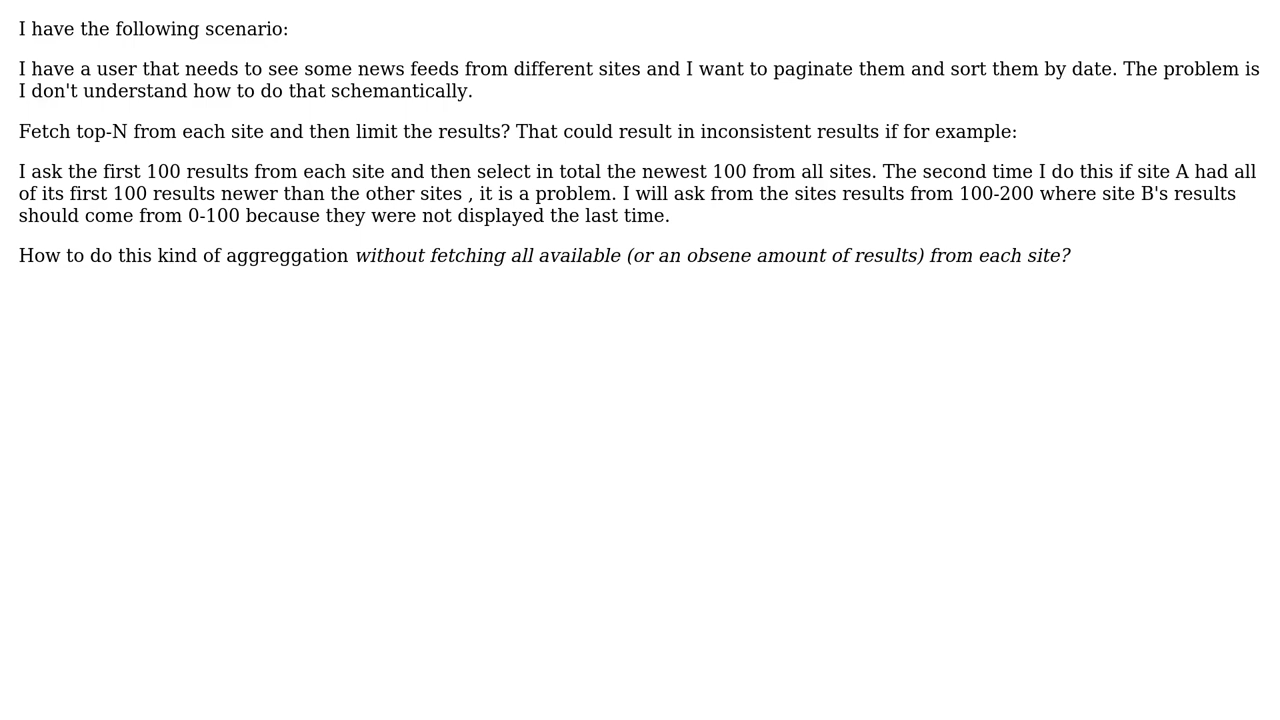 I have the following scenario:
I have a user that needs to see some news feeds from different sites and I want to paginate them and sort them by date. The problem is
I don't understand how to do that schemantically.
Fetch top-N from each site and then limit the results? That could result in inconsistent results if for example:
I ask the first 100 results from each site and then select in total the newest 100 from all sites. The second time I do this if site A had all
of its first 100 results newer than the other sites , it is a problem. I will ask from the sites results from 100-200 where site B's results
should come from 0-100 because they were not displayed the last time.
How to do this kind of aggreggation without fetching all available (or an obsene amount of results) from each site?